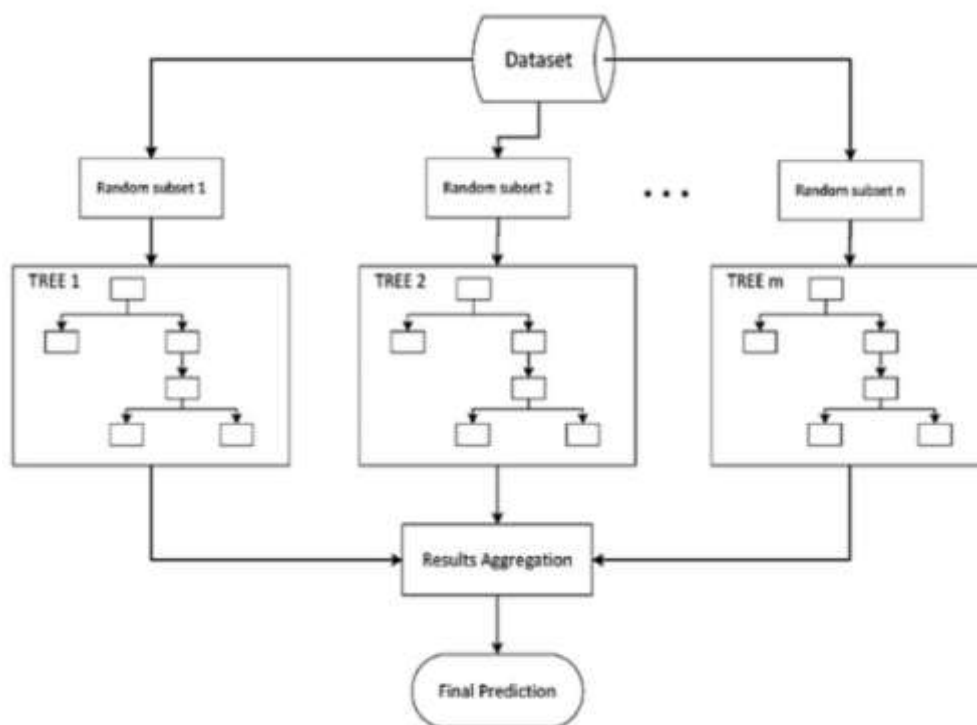 Dataset
Random subset 1
Random subset 2
• • •
Random subset n
TREE 1
TREE 2
TREE m
Results Aggregation
Final Prediction